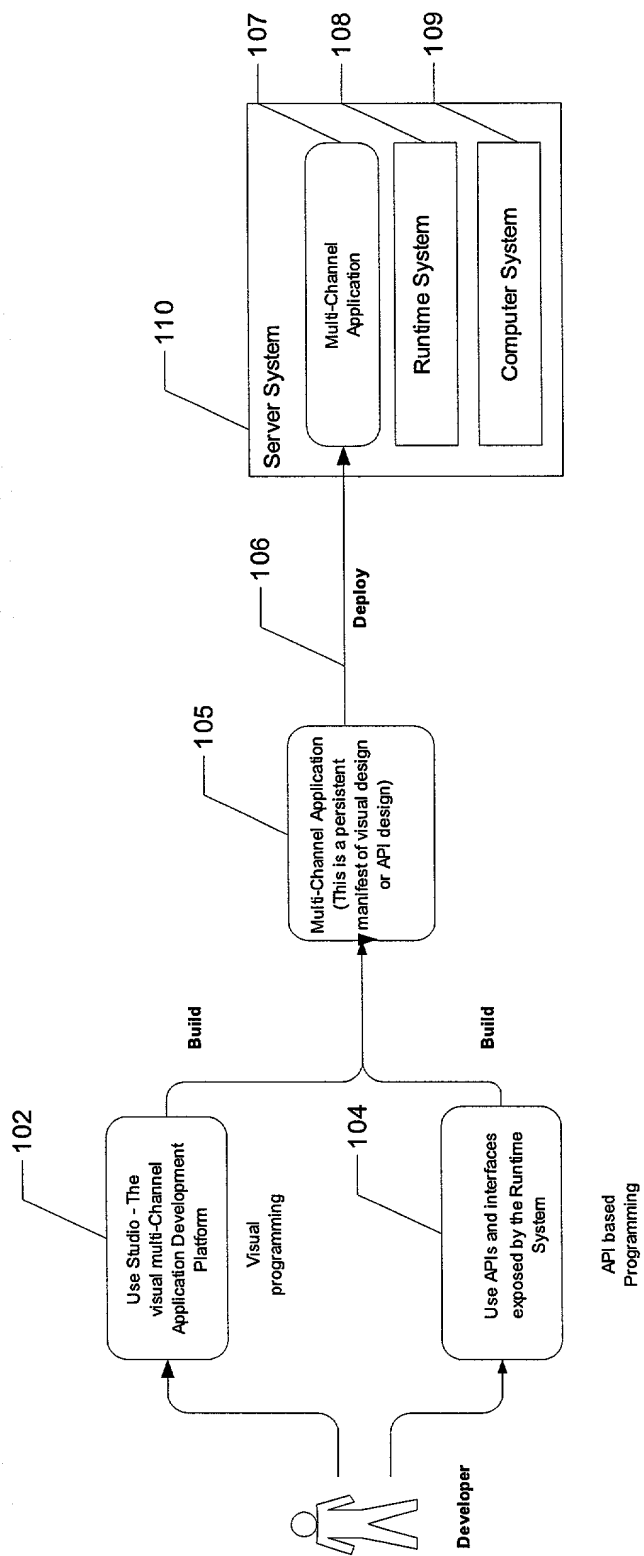 Developer
102
Use Studio - The
visual multi-Channel
Application Development
Platform
Visual
programming
Build
104
Use APIs and interfaces
exposed by the Runtime
System
API based
Programming
Build
105
Multi-Channel Application
(This is a persistent
manifest of visual design
or API design)
106
Deploy
110
Server System
107
Multi-Channel
Application
108
Runtime System
109
Computer System